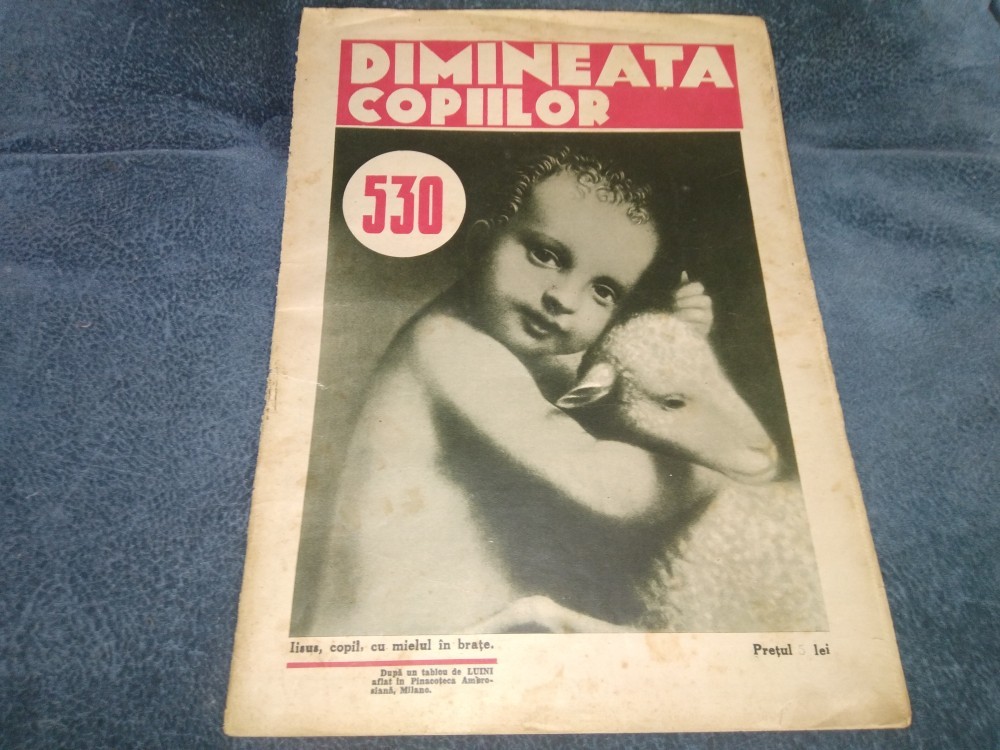 DIMINEAȚA
COPIILOR
530
Iisus, copil, cu mielul în brațe.
Prețul 5 lei
După un tablou de LUINI
aflat în Pinacoteca Ambro-
siană, Milano.